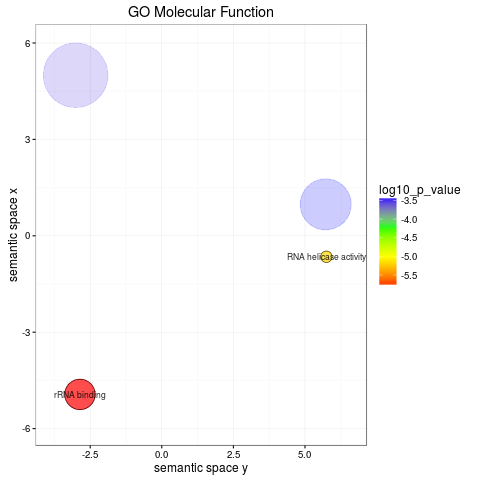 GO Molecular Function
6
3
0
-3
-6
semantic space x
RNA helicase activity
rRNA binding
-2.5
0.0
2.5
5.0
semantic space y
log10_p_value
-3.5
-4.0
-4.5
-5.0
-5.5